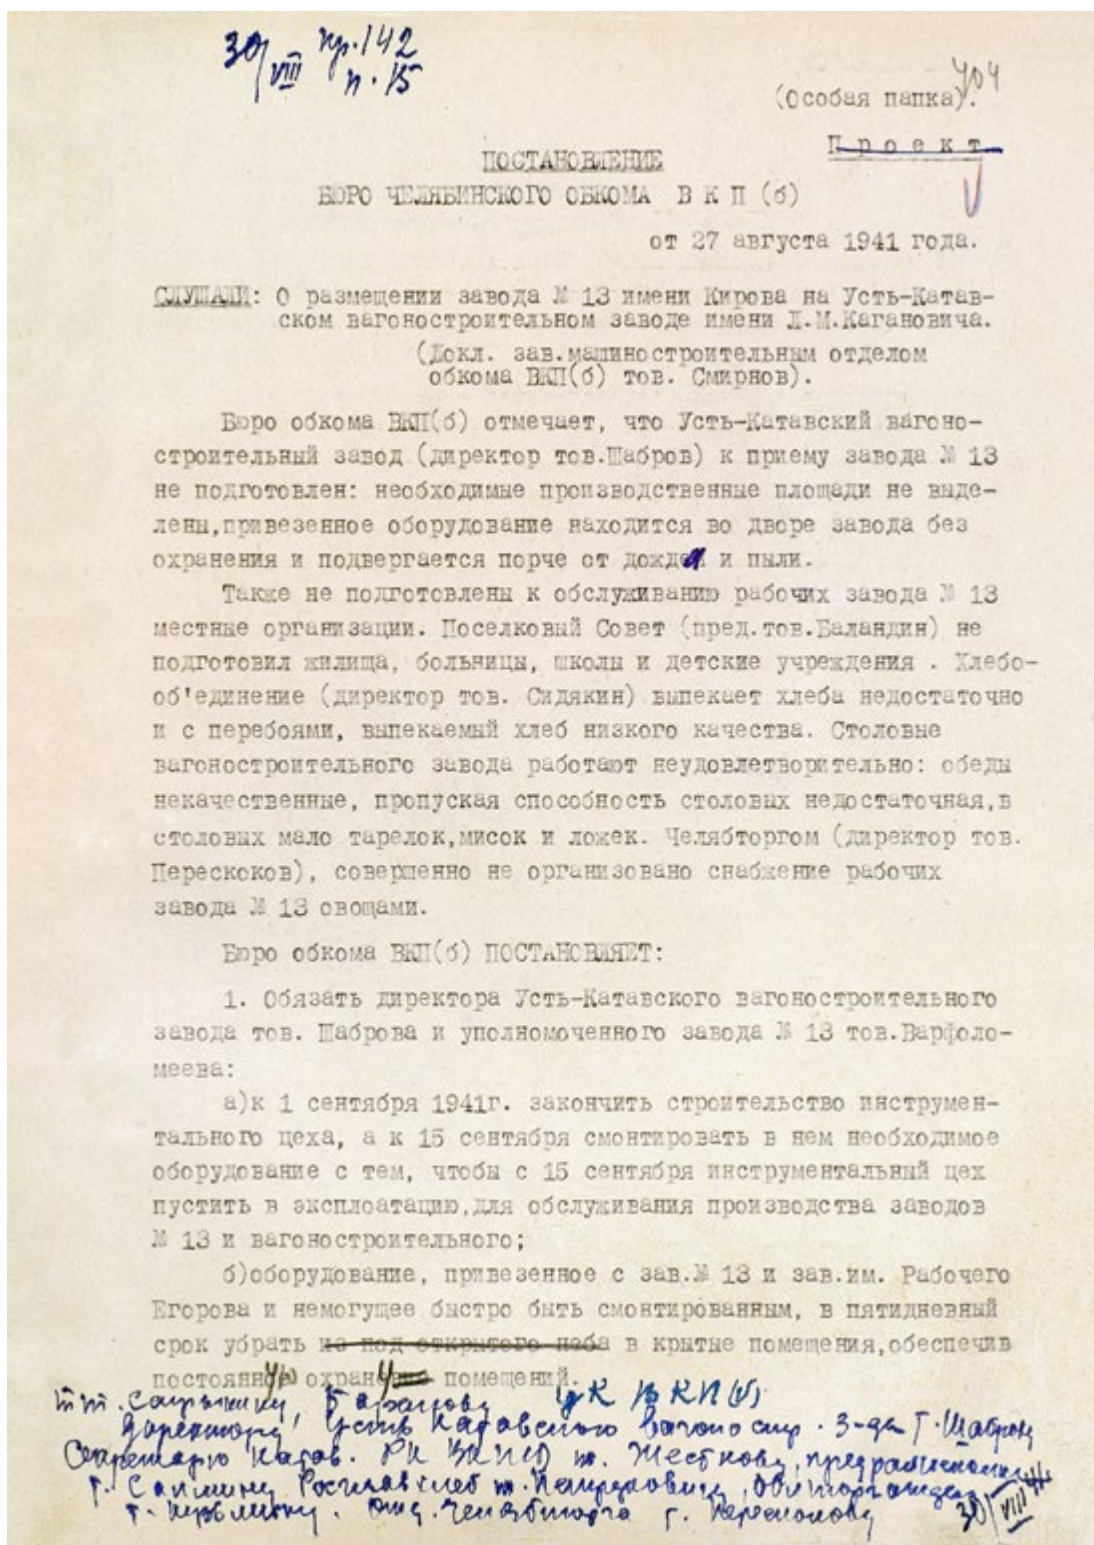 30/VIII пр. 142
п. 15
404
(Особая папка).
Проект
ПОСТАНОВЛЕНИЕ
БЮРО ЧЕЛЯБИНСКОГО ОБКОМА В К П (б)
от 27 августа 1941 года.
СЛУШАЛИ: О размещении завода № 13 имени Кирова на Усть-Катав-
ском вагоностроительном заводе имени Л.М.Кагановича.
(Докл. зав.машиностроительным отделом
обкома ВКП(б) тов. Смирнов).
Бюро обкома ВКП(б) отмечает, что Усть-Катавский вагоно-
строительный завод (директор тов.Шабров) к приему завода № 13
не подготовлен: необходимые производственные площади не выде-
лены,привезенное оборудование находится во дворе завода без
охранения и подвергается порче от дождя и пыли.
Также не подготовлены к обслуживанию рабочих завода № 13
местные организации. Поселковый Совет (пред.тов.Баландин) не
подготовил жилища, больницы, школы и детские учреждения . Хлебо-
об'единение (директор тов. Сидякин) выпекает хлеба недостаточно
и с перебоями, выпекаемый хлеб низкого качества. Столовые
вагоностроительного завода работают неудовлетворительно: обеды
некачественные, пропуская способность столовых недостаточная,в
столовых мало тарелок,мисок и ложек. Челябторгом (директор тов.
Перескоков), совершенно не организовано снабжение рабочих
завода № 13 овощами.
Бюро обкома ВКП(б) ПОСТАНОВЛЯЕТ:
1. Обязать директора Усть-Катавского вагоностроительного
завода тов. Шаброва и уполномоченного завода № 13 тов.Варфоло-
меева:
а)к 1 сентября 1941г. закончить строительство инструмен-
тального цеха, а к 15 сентября смонтировать в нем необходимое
оборудование с тем, чтобы с 15 сентября инструментальный цех
пустить в эксплоатацию,для обслуживания производства заводов
№ 13 и вагоностроительного;
б)оборудование, привезенное с зав.№ 13 и зав.им. Рабочего
Егорова и немогущее быстро быть смонтированным, в пятидневный
срок убрать из под открытого неба в крытые помещения,обеспечив
постоянную охрану помещений.
тт. Баранову ЦК ВКП(б)
Директору Усть Катавского вагоностр. з-да т. Шаброву
Секретарю Катав. РК ВКП(б) т. Жесткову,
т. Росглавхлеб т.
т. Челябторга т. Перескокову 30/VIII 41